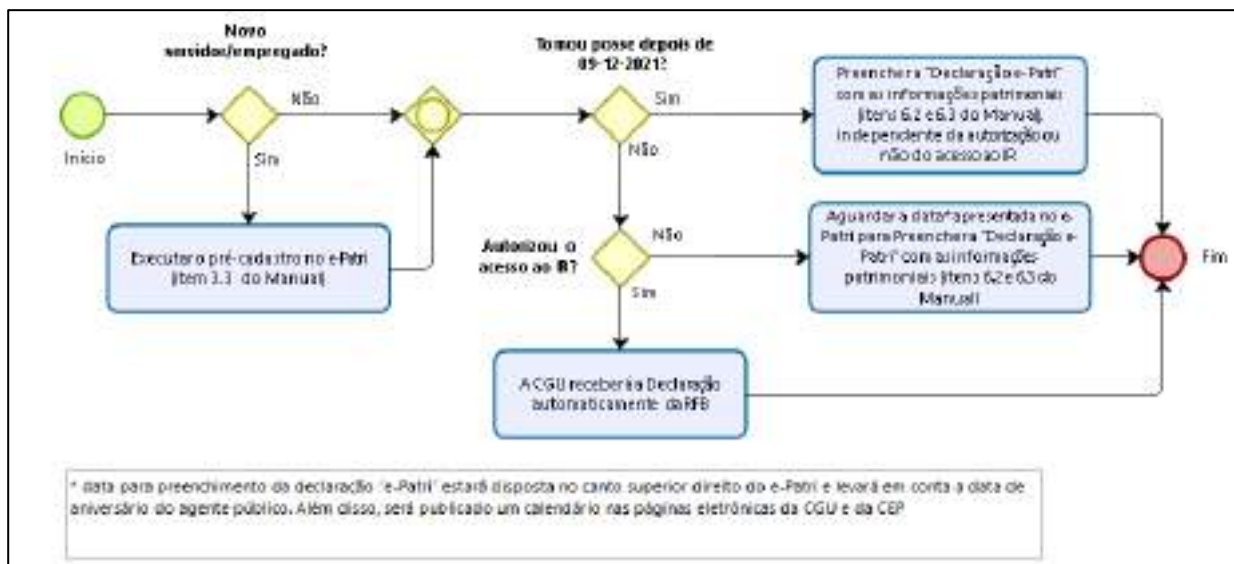 Novo
servidor/empregado?
Tomou posse depois de
09-12-2021?
Não
Sim
Início
Sim
Não
Preencher a "Declaração e-Patri"
com as informações patrimoniais
(itens 6.2 e 6.3 do Manual),
independente da autorização ou
não do acesso ao IR
Executar o pré-cadastro no e-Patri
(item 3.3 do Manual)
Autorizou o
acesso ao IR?
Não
Sim
Aguardar a data* apresentada no e-
Patri para Preencher a "Declaração e-
Patri" com as informações
patrimoniais (itens 6.2 e 6.3 do
Manual)
Fim
A CGU receberá a Declaração
automaticamente da RFB
* data para preenchimento da declaração "e-Patri" estará disposta no canto superior direito do e-Patri e levará em conta a data de
aniversário do agente público. Além disso, será publicado um calendário nas páginas eletrônicas da CGU e da CEP